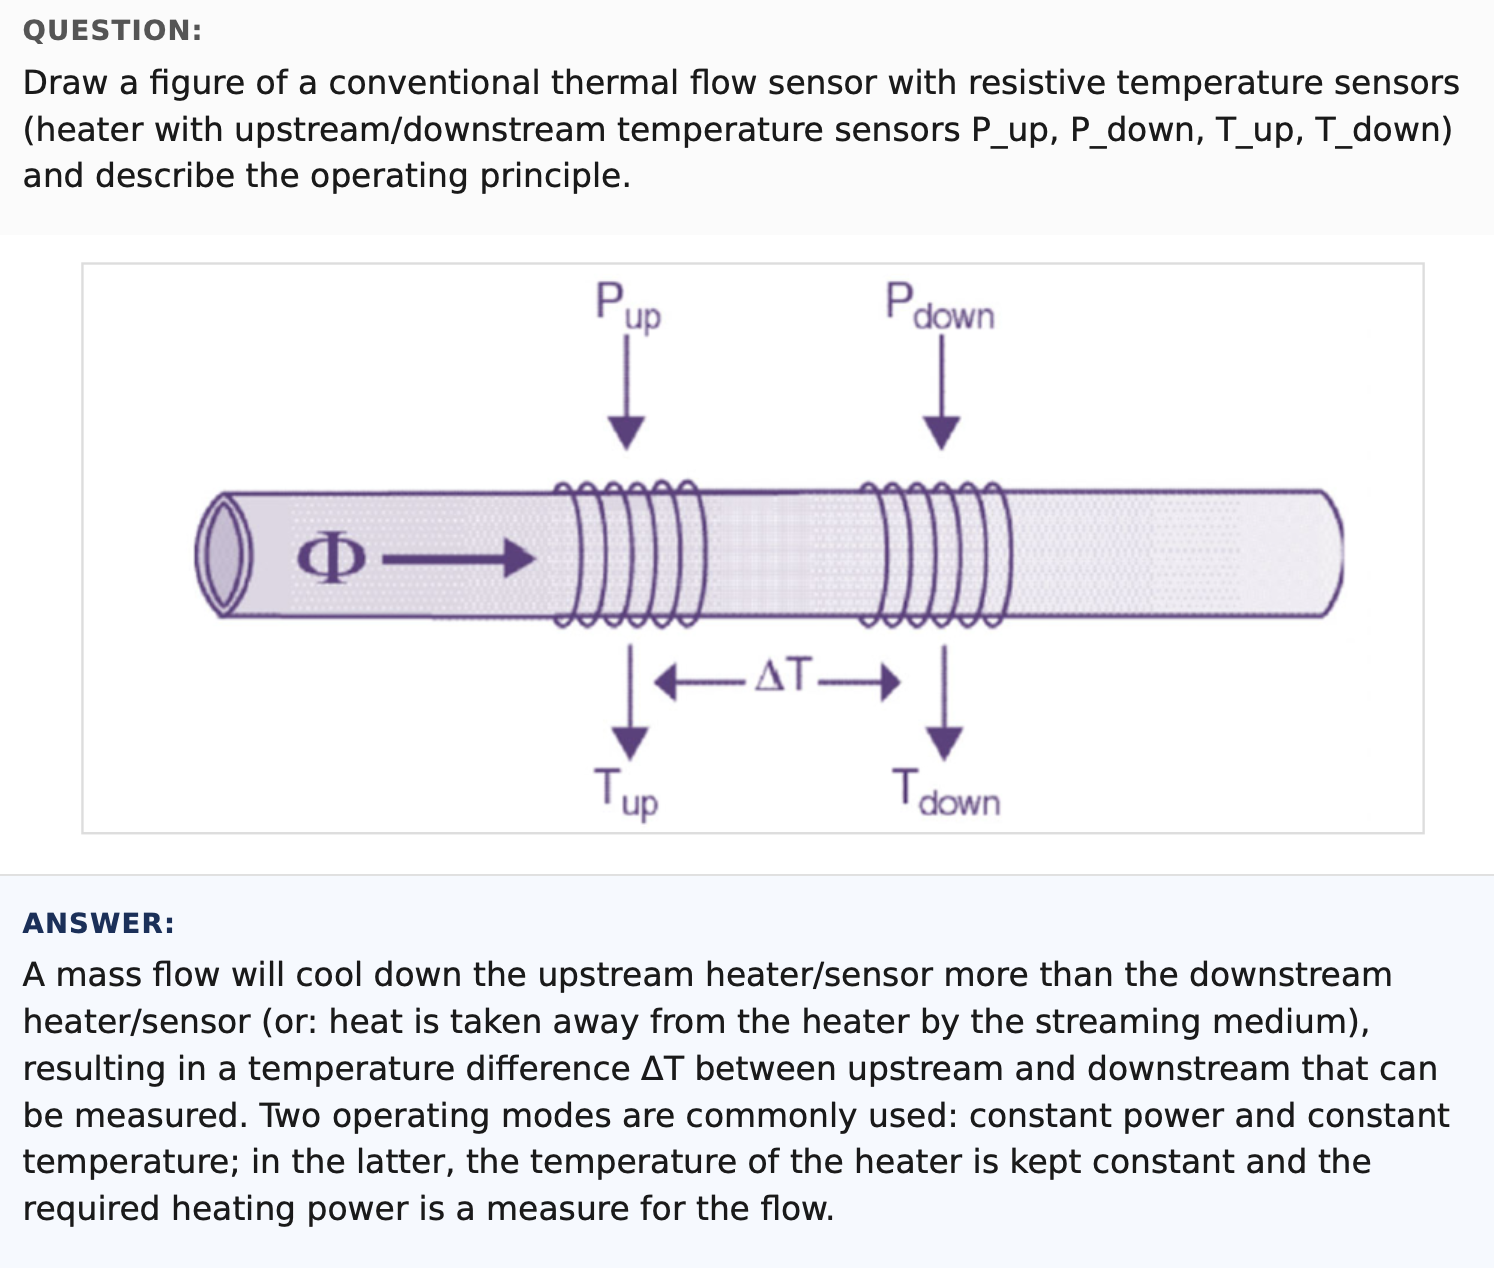 QUESTION:
Draw a figure of a conventional thermal flow sensor with resistive temperature sensors
(heater with upstream/downstream temperature sensors P_up, P_down, T_up, T_down)
and describe the operating principle.
P_up P_down
Φ
ΔT
T_up T_down
ANSWER:
A mass flow will cool down the upstream heater/sensor more than the downstream
heater/sensor (or: heat is taken away from the heater by the streaming medium),
resulting in a temperature difference ΔT between upstream and downstream that can
be measured. Two operating modes are commonly used: constant power and constant
temperature; in the latter, the temperature of the heater is kept constant and the
required heating power is a measure for the flow.